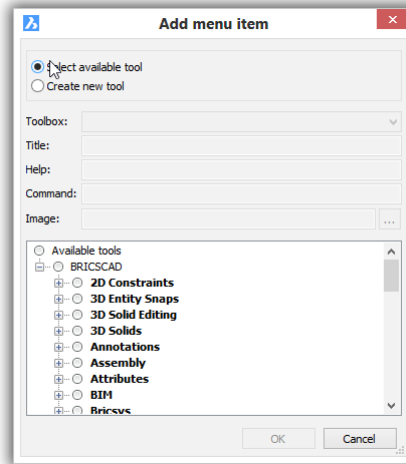 Add menu item
Select available tool
Create new tool
Toolbox:
Title:
Help:
Command:
Image:
...
Available tools
BRICSCAD
2D Constraints
3D Entity Snaps
3D Solid Editing
3D Solids
Annotations
Assembly
Attributes
BIM
Bricsys
OK
Cancel